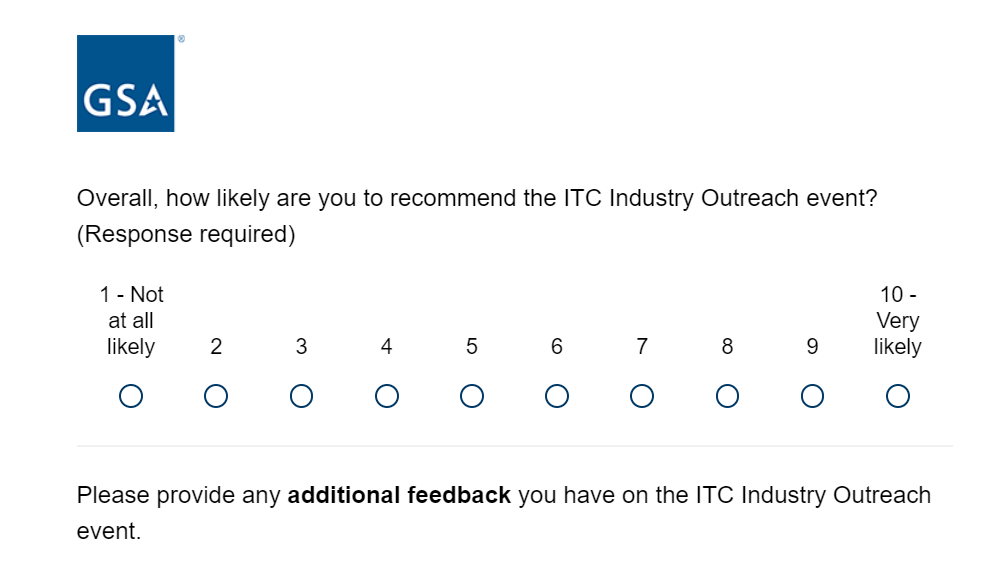 GSA
®
Overall, how likely are you to recommend the ITC Industry Outreach event?
(Response required)
1 - Not
at all
likely
2
3
4
5
6
7
8
9
10 -
Very
likely
Please provide any additional feedback you have on the ITC Industry Outreach
event.